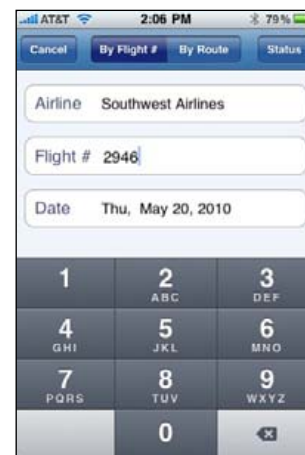 AT&T 2:06 PM 79%
Cancel By Flight # By Route Status
Airline Southwest Airlines
Flight # 2946
Date Thu, May 20, 2010
1 2 3
ABC DEF
4 5 6
GHI JKL MNO
7 8 9
PQRS TUV WXYZ
0